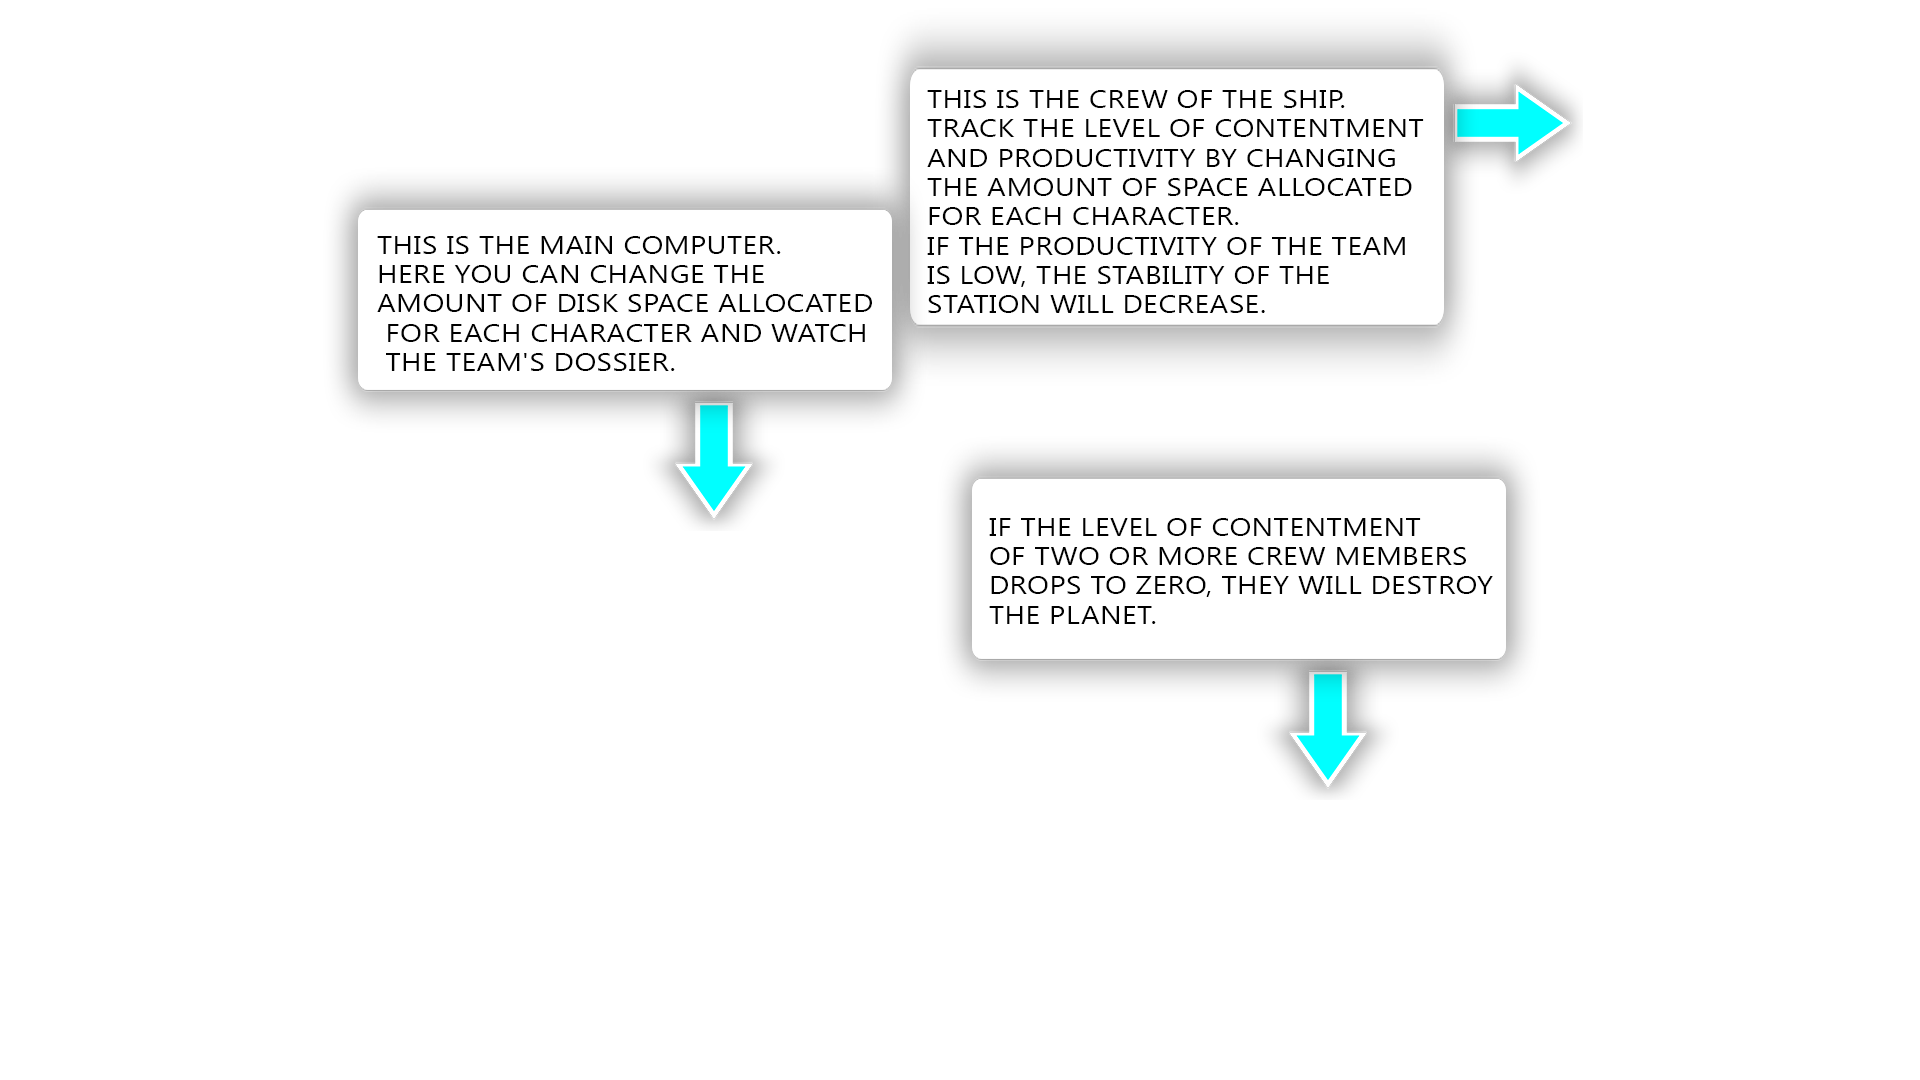 THIS IS THE CREW OF THE SHIP.
TRACK THE LEVEL OF CONTENTMENT
AND PRODUCTIVITY BY CHANGING
THE AMOUNT OF SPACE ALLOCATED
FOR EACH CHARACTER.
IF THE PRODUCTIVITY OF THE TEAM
IS LOW, THE STABILITY OF THE
STATION WILL DECREASE.
THIS IS THE MAIN COMPUTER.
HERE YOU CAN CHANGE THE
AMOUNT OF DISK SPACE ALLOCATED
FOR EACH CHARACTER AND WATCH
THE TEAM'S DOSSIER.
IF THE LEVEL OF CONTENTMENT
OF TWO OR MORE CREW MEMBERS
DROPS TO ZERO, THEY WILL DESTROY
THE PLANET.